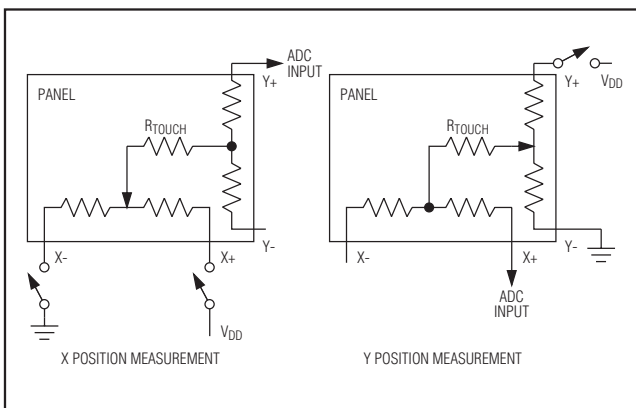 ADC
INPUT
Y+
PANEL
RTOUCH
X-
X+
Y-
VDD
X POSITION MEASUREMENT
Y+
VDD
PANEL
RTOUCH
X-
X+
Y-
ADC
INPUT
Y POSITION MEASUREMENT